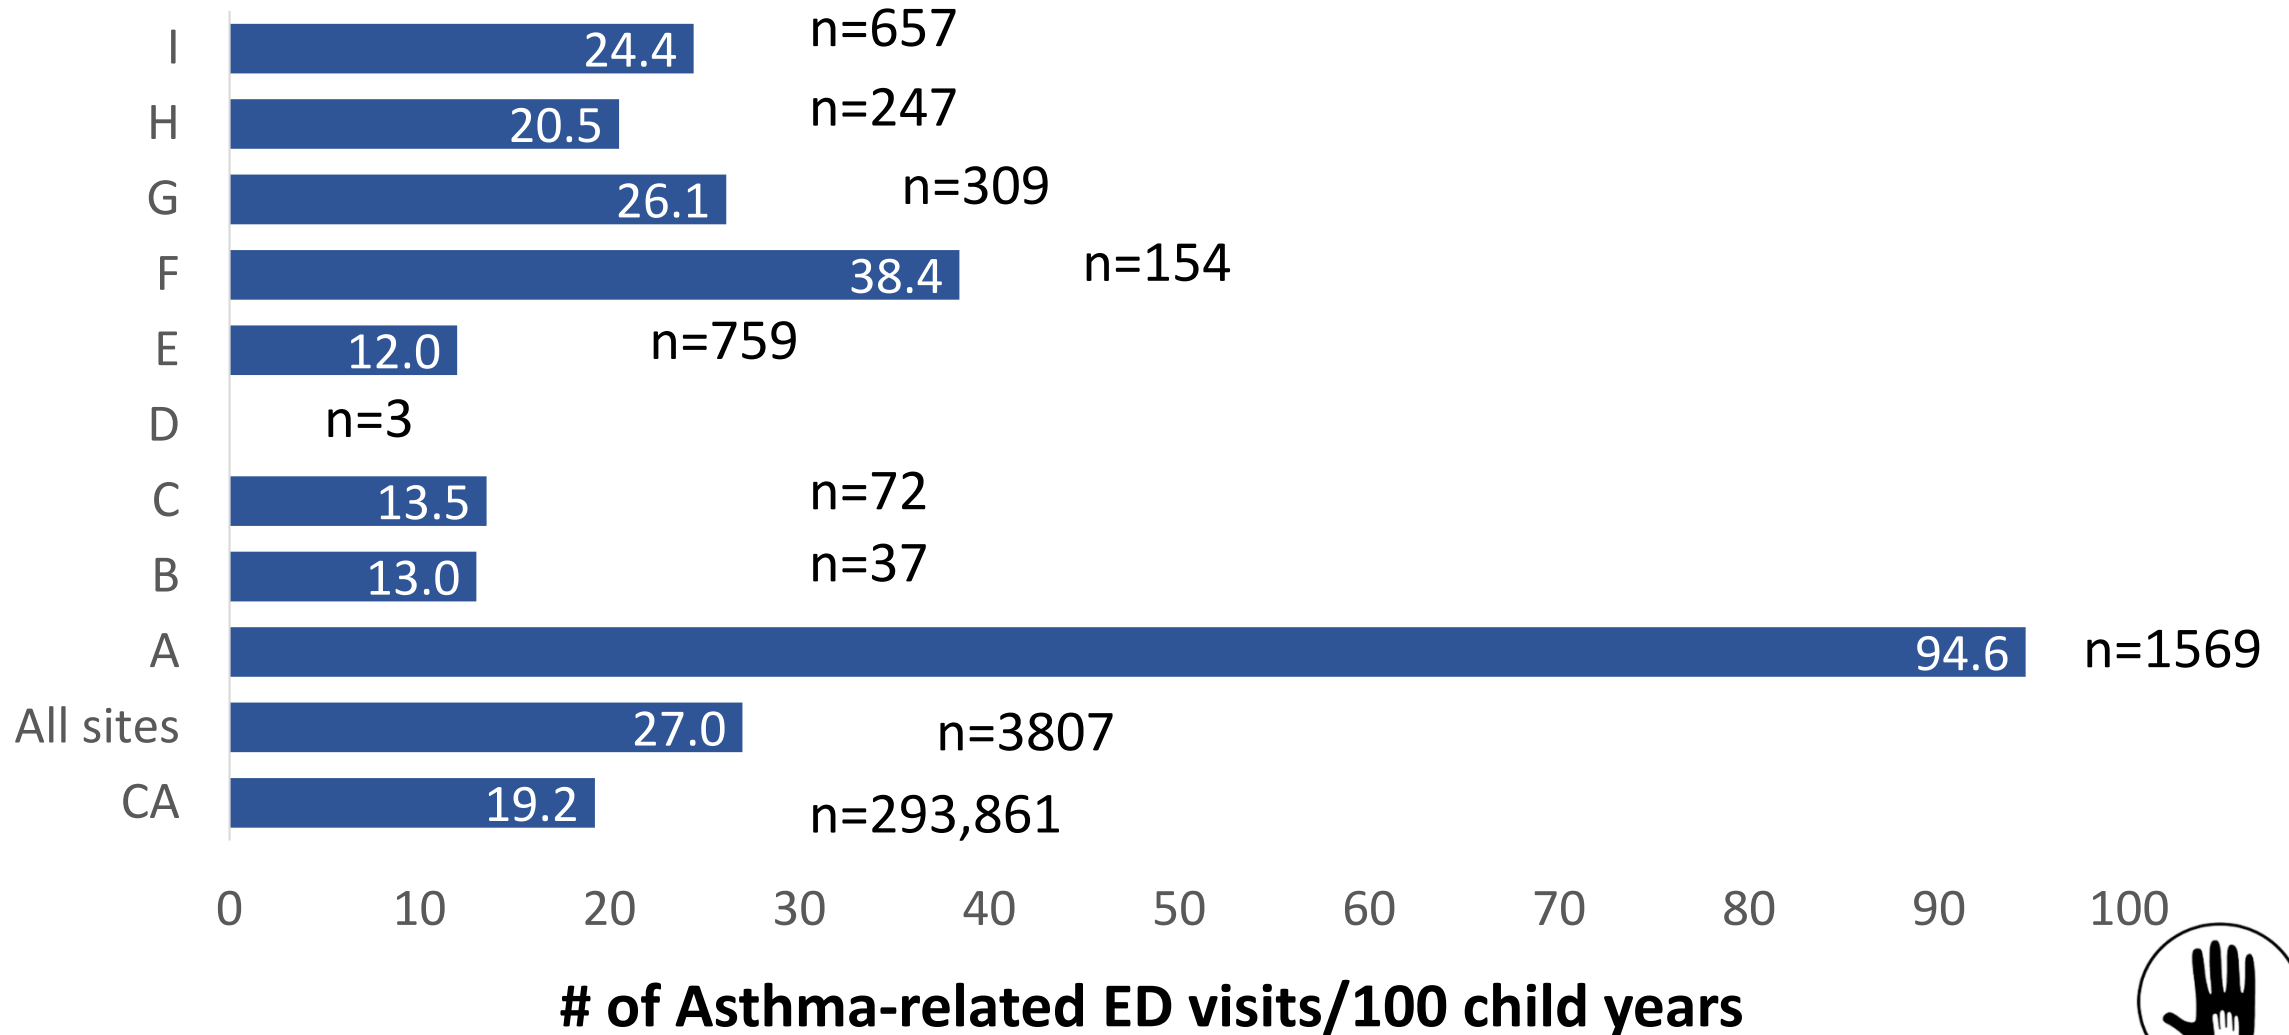 I 24.4 n=657
H 20.5 n=247
G 26.1 n=309
F 38.4 n=154
E 12.0 n=759
D n=3
C 13.5 n=72
B 13.0 n=37
A 94.6 n=1569
All sites 27.0 n=3807
CA 19.2 n=293,861
0 10 20 30 40 50 60 70 80 90 100
# of Asthma-related ED visits/100 child years